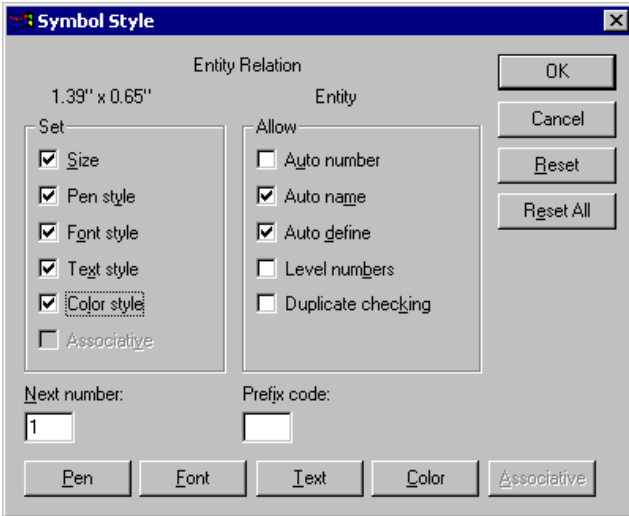 Symbol Style
Entity Relation
1.39" x 0.65"
Entity
OK
Cancel
Reset
Reset All
Set
Size
Pen style
Font style
Text style
Color style
Associative
Allow
Auto number
Auto name
Auto define
Level numbers
Duplicate checking
Next number:
1
Prefix code:
Pen
Font
Text
Color
Associative